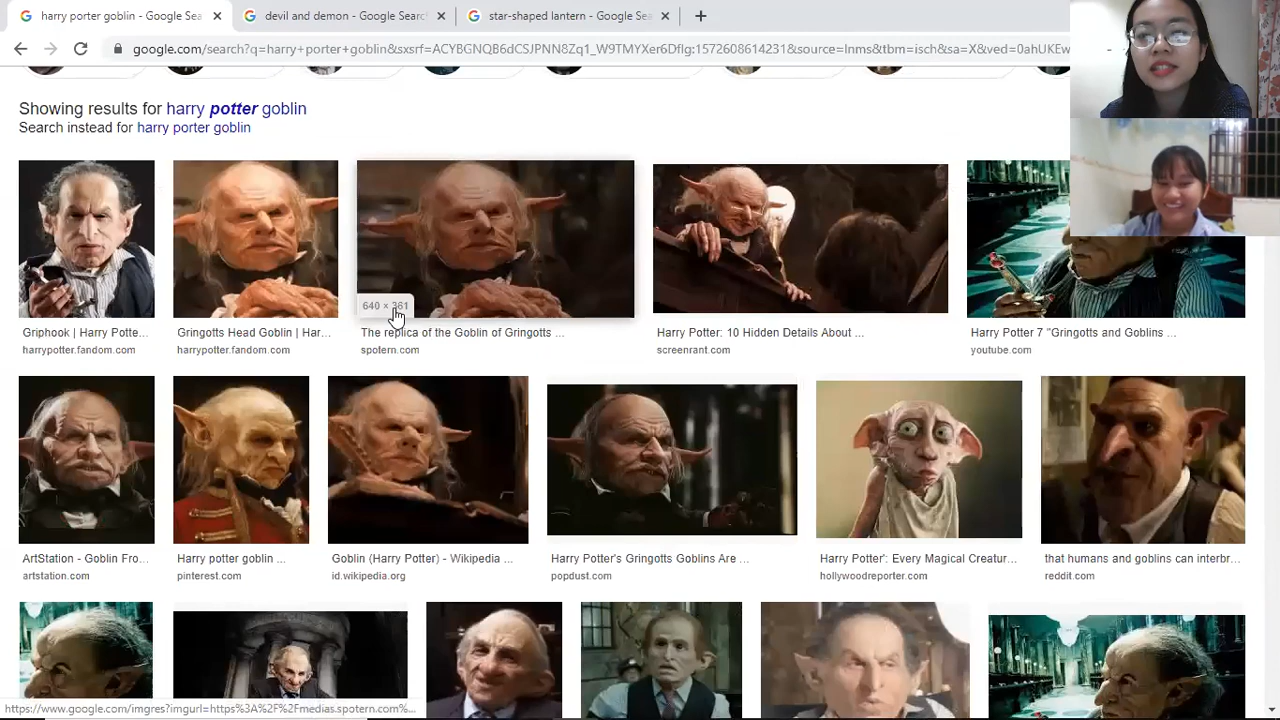 harry porter goblin - Google Sear
devil and demon - Google Searc
star-shaped lantern - Google Sea
google.com/search?q=harry+porter+goblin&sxsrf=ACYBGNQB6dCSJPNN8Zq1_W9TMYXer6Dflg:1572608614231&source=lnms&tbm=isch&sa=X&ved=0ahUKEw
Showing results for harry potter goblin
Search instead for harry porter goblin
640 × 361
Griphook | Harry Potte...
Gringotts Head Goblin | Har...
The replica of the Goblin of Gringotts ...
Harry Potter: 10 Hidden Details About ...
Harry Potter 7 "Gringotts and Goblins ...
harrypotter.fandom.com
harrypotter.fandom.com
spotern.com
screenrant.com
youtube.com
ArtStation - Goblin Fro...
Harry potter goblin ...
Goblin (Harry Potter) - Wikipedia ...
Harry Potter's Gringotts Goblins Are ...
Harry Potter': Every Magical Creatur...
that humans and goblins can interbr...
artstation.com
pinterest.com
id.wikipedia.org
popdust.com
hollywoodreporter.com
reddit.com
https://www.google.com/imgres?imgurl=https%3A%2F%2Fmedias.spotern.com%...